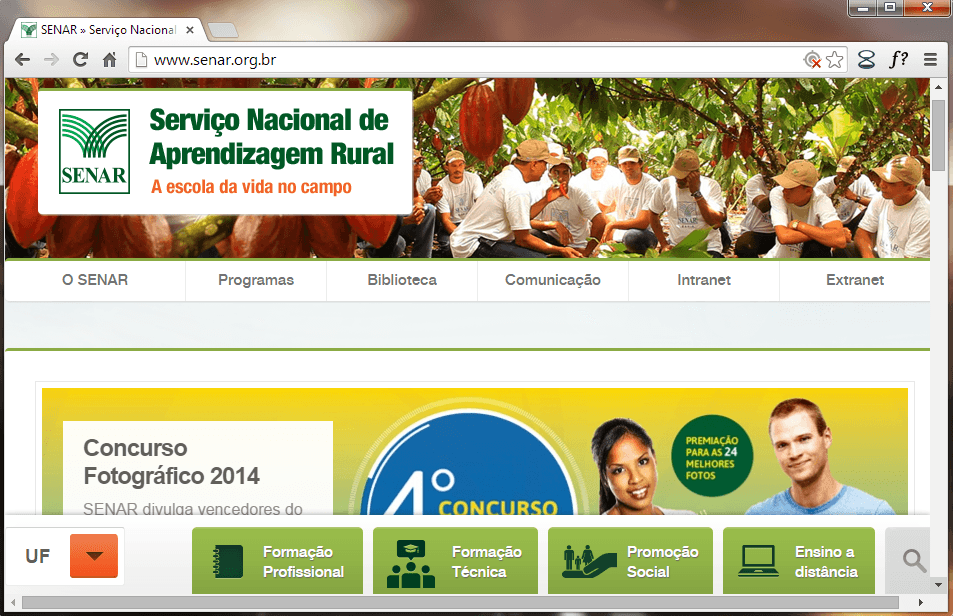 SENAR » Serviço Nacional
www.senar.org.br
f?
SENAR
Serviço Nacional de
Aprendizagem Rural
A escola da vida no campo
O SENAR
Programas
Biblioteca
Comunicação
Intranet
Extranet
Concurso
Fotográfico 2014
SENAR divulga vencedores do
4º
CONCURSO
PREMIAÇÃO
PARA AS 24
MELHORES
FOTOS
UF
Formação
Profissional
Formação
Técnica
Promoção
Social
Ensino a
distância